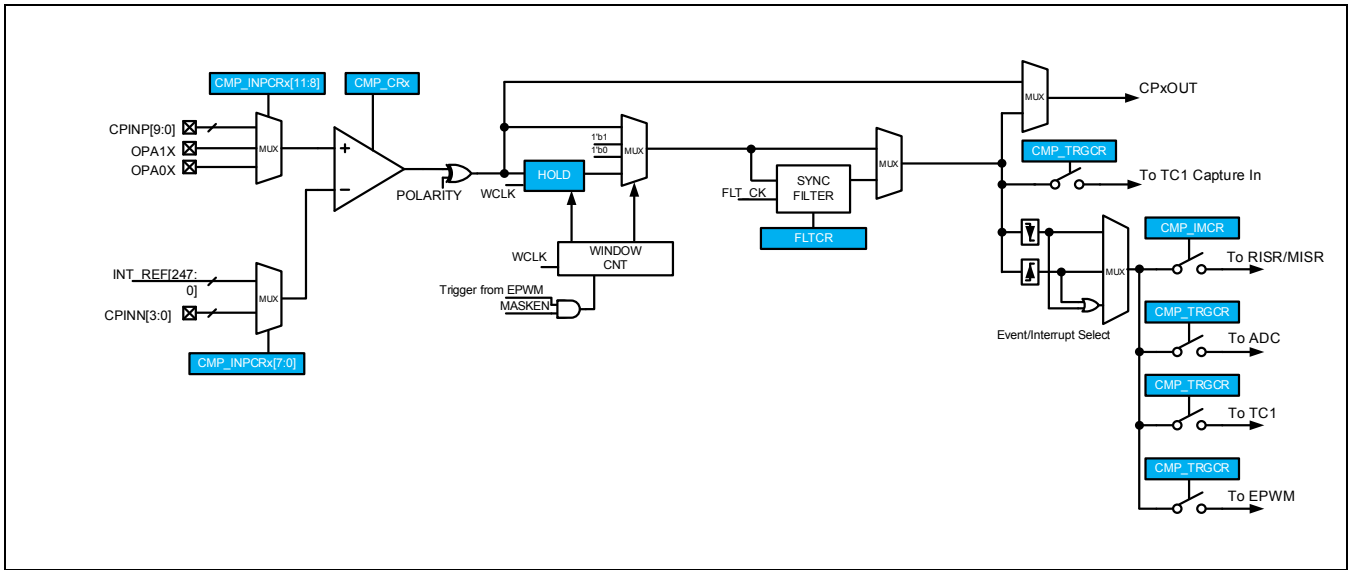 CMP_INPCRx[11:8]
CMP_CRx
CPINP[9:0]
OPA1X
OPA0X
MUX
+
−
POLARITY
INT_REF[247:
0]
CPINN[3:0]
MUX
CMP_INPCRx[7:0]
1'b1
1'b0
MUX
WCLK
HOLD
WCLK
WINDOW
CNT
Trigger from EPWM
MASKEN
FLT_CK
SYNC
FILTER
FLTCR
MUX
MUX
CPxOUT
CMP_TRGCR
To TC1 Capture In
MUX
Event/Interrupt Select
CMP_IMCR
To RISR/MISR
CMP_TRGCR
To ADC
CMP_TRGCR
To TC1
CMP_TRGCR
To EPWM